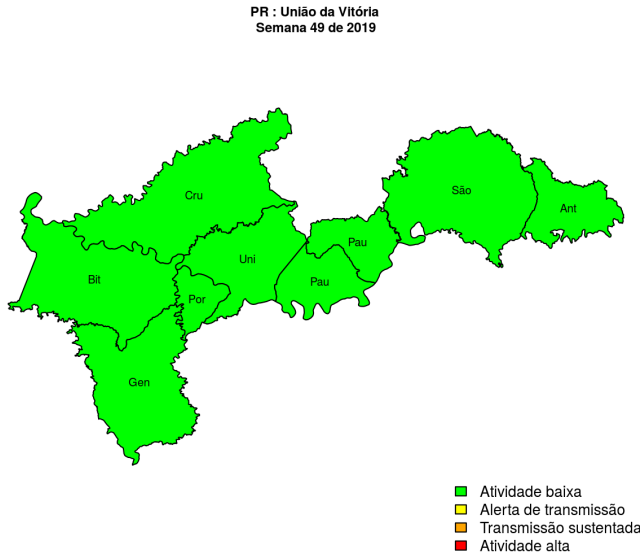 PR : União da Vitória
Semana 49 de 2019
Cru
São
Ant
Pau
Uni
Bit
Pau
Por
Gen
Atividade baixa
Alerta de transmissão
Transmissão sustentada
Atividade alta